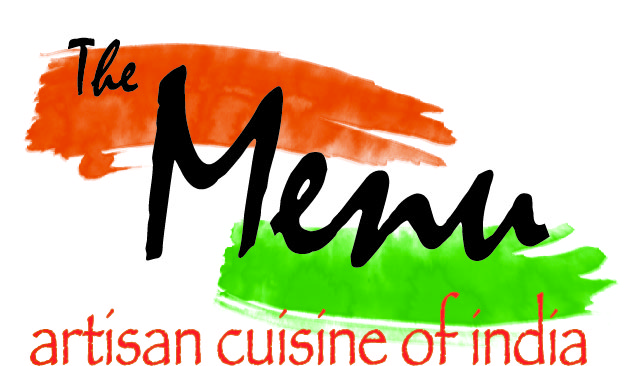 The
Menu
artisan cuisine of india